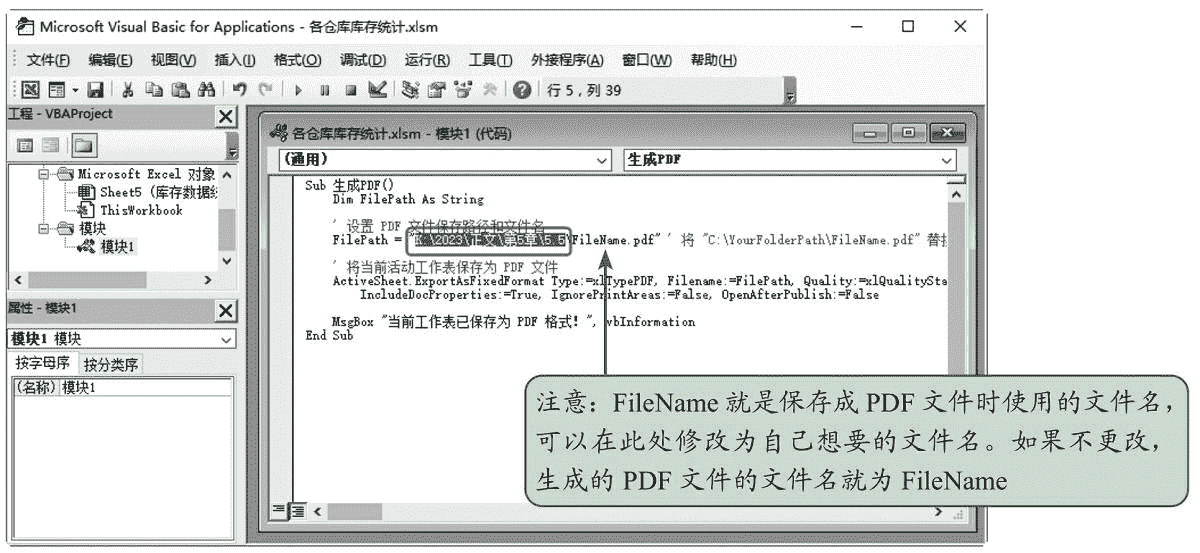 Microsoft Visual Basic for Applications - 各仓库库存统计.xlsm
文件(F) 编辑(E) 视图(V) 插入(I) 格式(O) 调试(D) 运行(R) 工具(T) 外接程序(A) 窗口(W) 帮助(H)
行 5，列 39
工程 - VBAProject
Microsoft Excel 对象
Sheet5 (库存数据
ThisWorkbook
模块
模块1
属性 - 模块1
模块1 模块
按字母序 按分类序
(名称) 模块1
各仓库库存统计.xlsm - 模块1 (代码)
(通用) 生成PDF
Sub 生成PDF()
Dim FilePath As String
' 设置 PDF 文件保存路径和文件名
FilePath = ":\2023\正文\第5章\5.5\FileName.pdf" ' 将 "C:\YourFolderPath\FileName.pdf" 替
' 将当前活动工作表保存为 PDF 文件
ActiveSheet.ExportAsFixedFormat Type:=xlTypePDF, Filename:=FilePath, Quality:=xlQualitySta
IncludeDocProperties:=True, IgnorePrintAreas:=False, OpenAfterPublish:=False
MsgBox "当前工作表已保存为 PDF 格式！", vbInformation
End Sub
注意：FileName 就是保存成 PDF 文件时使用的文件名，
可以在此处修改为自己想要的文件名。如果不更改，
生成的 PDF 文件的文件名就为 FileName